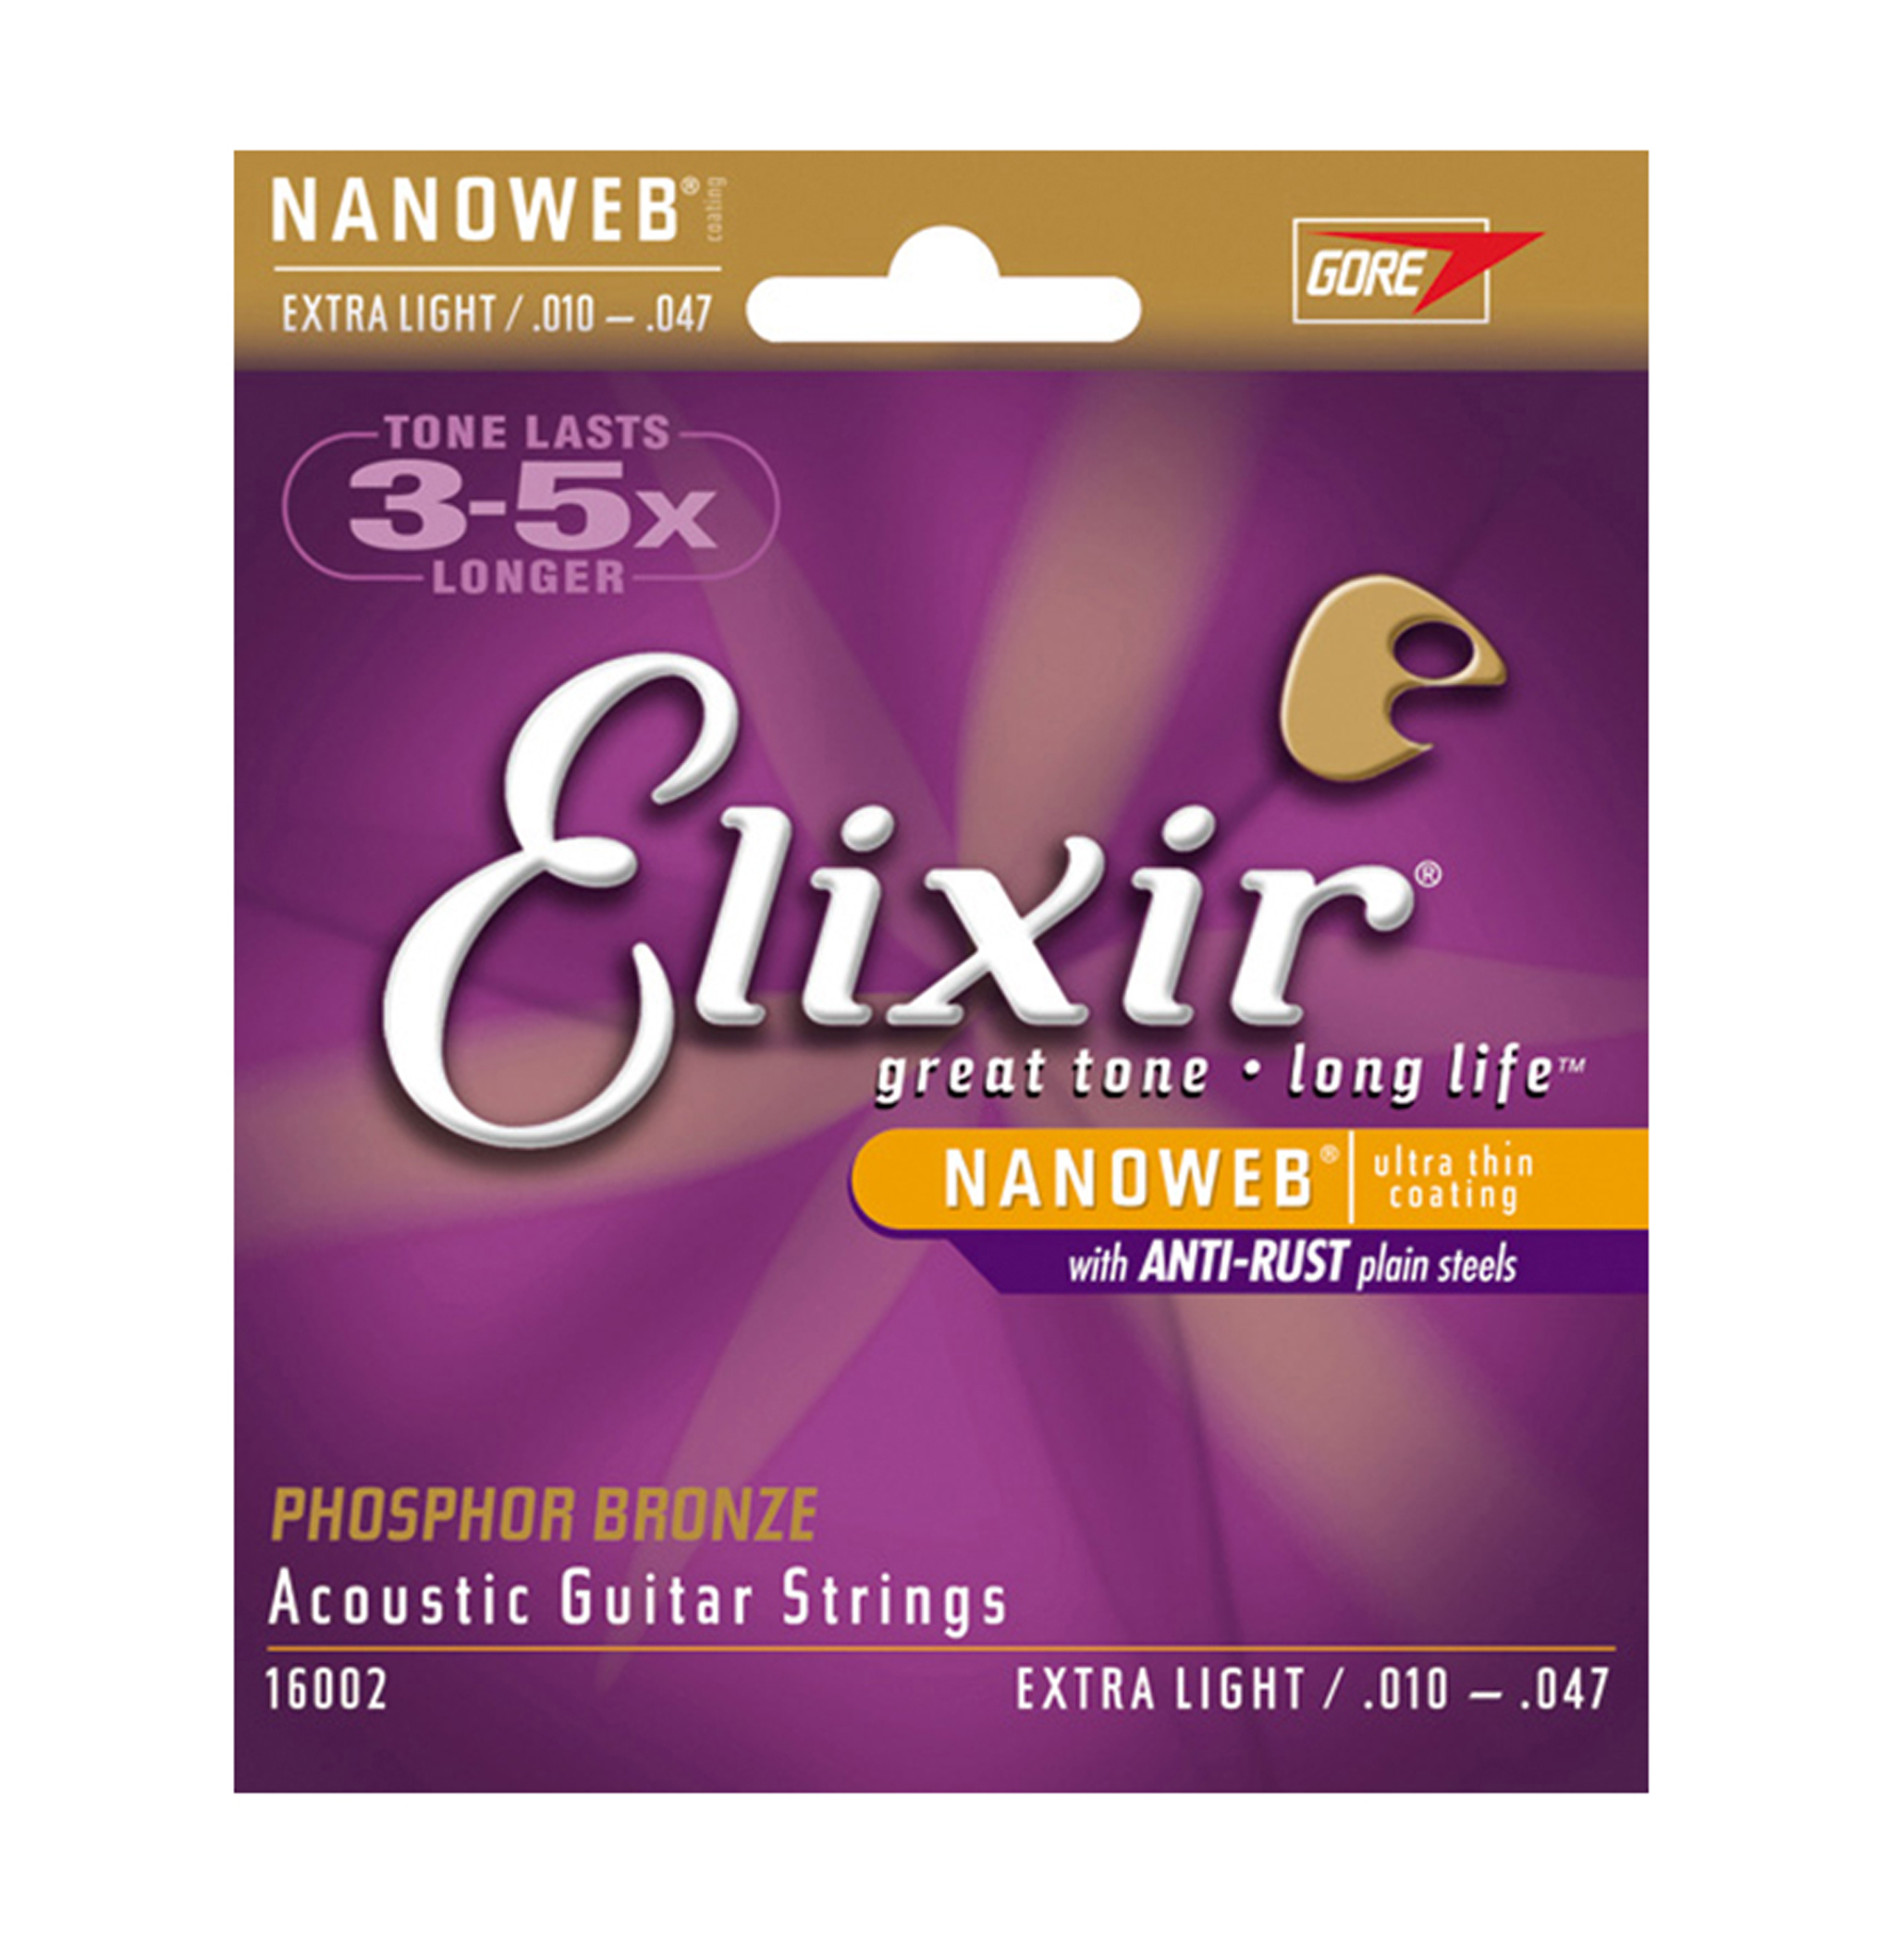 NANOWEB® coating
EXTRA LIGHT / .010 – .047
GORE
TONE LASTS
3-5x
LONGER
Elixir®
great tone • long life™
NANOWEB® ultra thin
coating
with ANTI-RUST plain steels
PHOSPHOR BRONZE
Acoustic Guitar Strings
16002
EXTRA LIGHT / .010 – .047